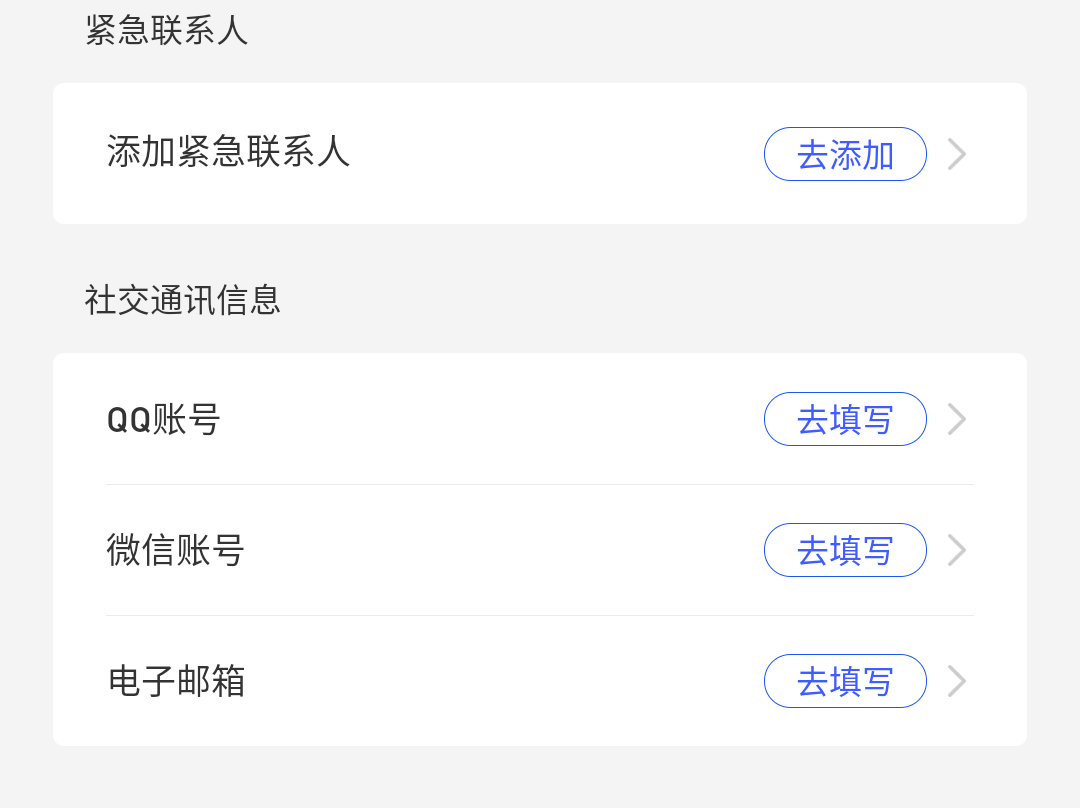 紧急联系人
添加紧急联系人 去添加
社交通讯信息
QQ账号 去填写
微信账号 去填写
电子邮箱 去填写